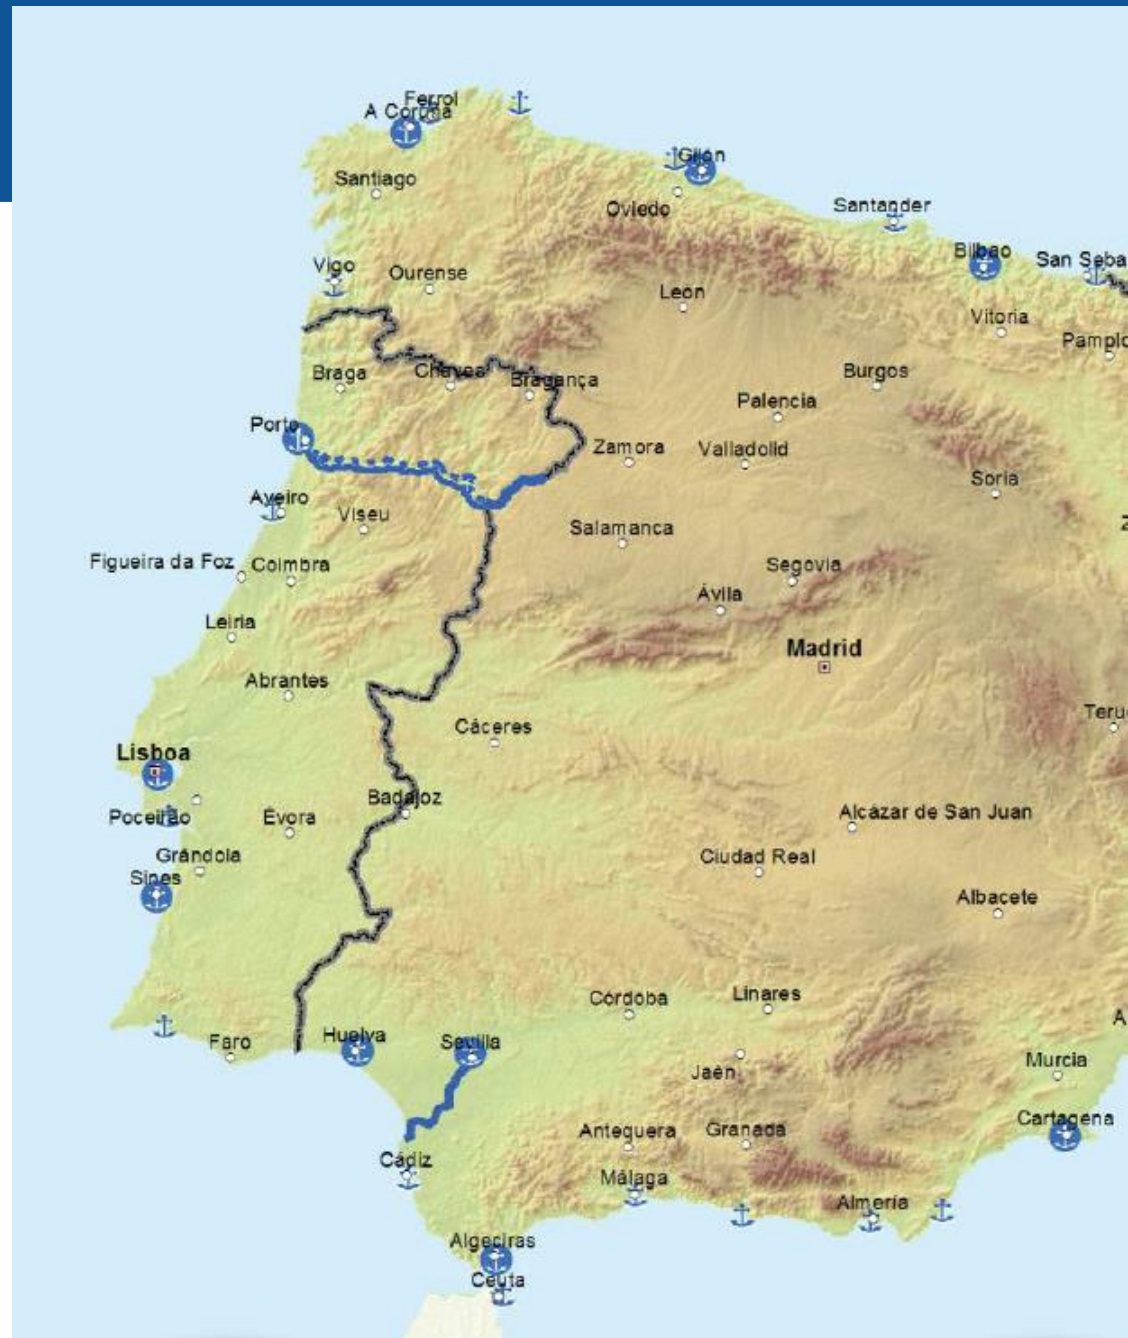 Ferrol
A Coruña
Gijón
Santiago
Oviedo
Santander
Bilbao
San Seba
Vigo
Ourense
Leon
Vitoria
Pamplo
Braga
Chaves
Bragança
Burgos
Palencia
Porto
Zamora
Valladolid
Soria
Aveiro
Viseu
Salamanca
Figueira da Foz
Coimbra
Segovia
Ávila
Leiria
Madrid
Abrantes
Cáceres
Teru
Lisboa
Badajoz
Poceirão
Évora
Alcázar de San Juan
Grândola
Ciudad Real
Sines
Albacete
Córdoba
Linares
A
Faro
Huelva
Sevilla
Jaén
Murcia
Antequera
Granada
Cartagena
Cádiz
Málaga
Almería
Algeciras
Ceuta